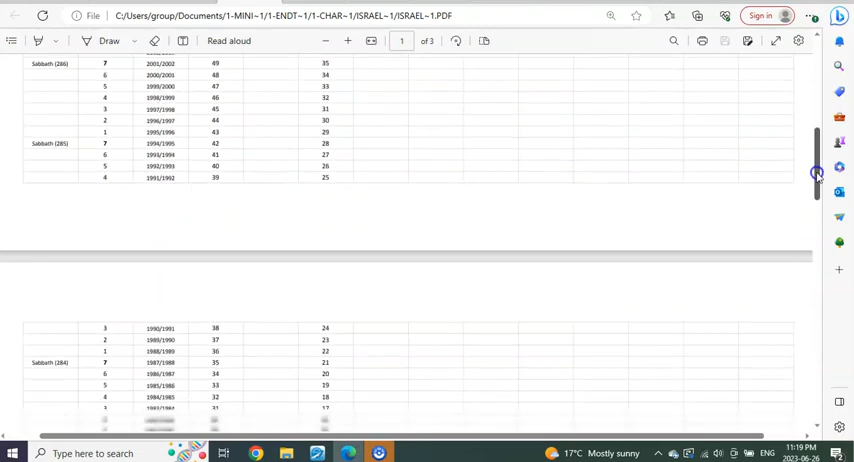 File C:/Users/group/Documents/1-MINI~1/1-ENDT~1/1-CHAR~1/ISRAEL~1/ISRAEL~1.PDF Sign in
Draw Read aloud 1 of 3
Sabbath (286) 7 2001/2002 49 35
6 2000/2001 48 34
5 1999/2000 47 33
4 1998/1999 46 32
3 1997/1998 45 31
2 1996/1997 44 30
1 1995/1996 43 29
Sabbath (285) 7 1994/1995 42 28
6 1993/1994 41 27
5 1992/1993 40 26
4 1991/1992 39 25
3 1990/1991 38 24
2 1989/1990 37 23
1 1988/1989 36 22
Sabbath (284) 7 1987/1988 35 21
6 1986/1987 34 20
5 1985/1986 33 19
4 1984/1985 32 18
3 1983/1984 31 17
Type here to search 17°C Mostly sunny ENG 11:19 PM
2023-06-26